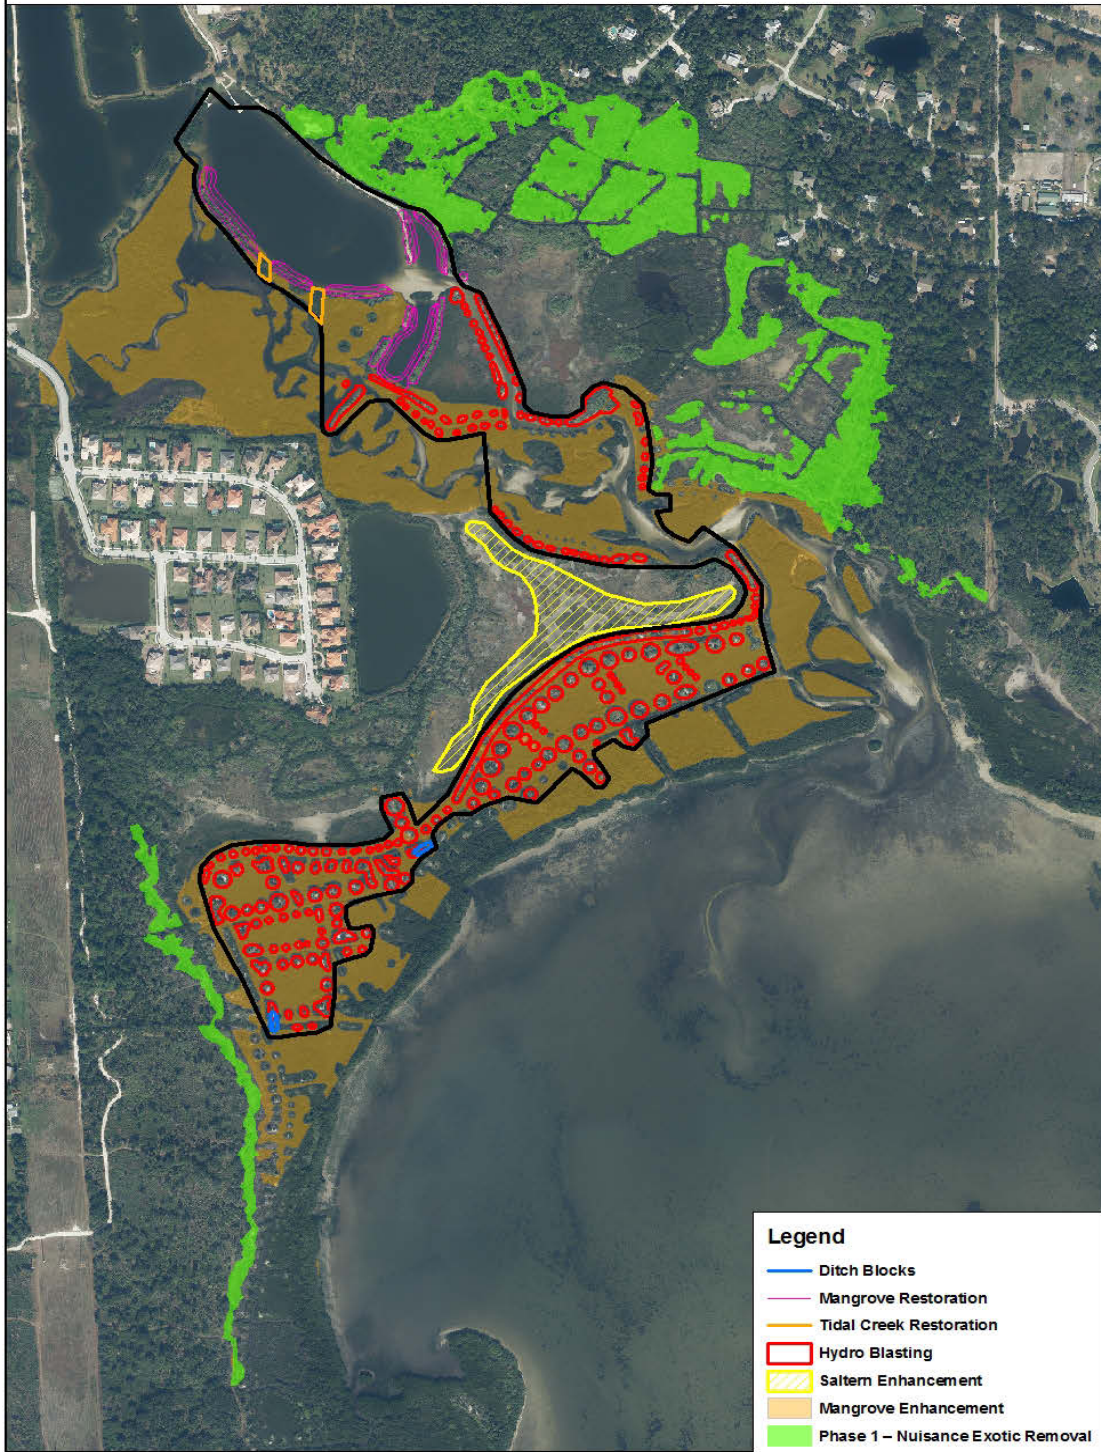 Legend
Ditch Blocks
Mangrove Restoration
Tidal Creek Restoration
Hydro Blasting
Saltern Enhancement
Mangrove Enhancement
Phase 1 – Nuisance Exotic Removal